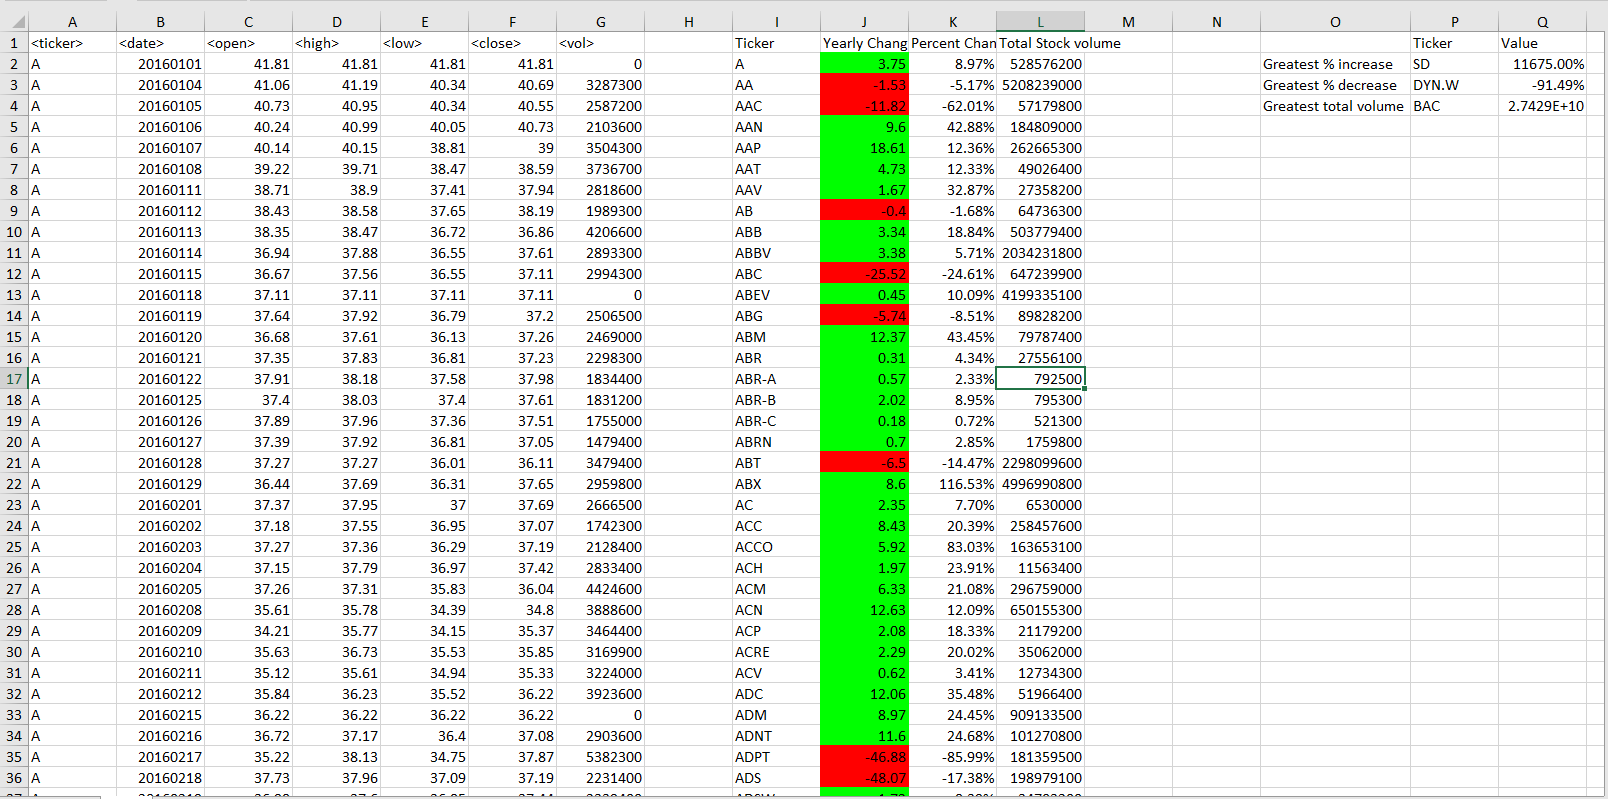 A B C D E F G H I J K L M N O P Q
1 <ticker> <date> <open> <high> <low> <close> <vol> Ticker Yearly Chang Percent Chan Total Stock volume Ticker Value
2 A 20160101 41.81 41.81 41.81 41.81 0 A 3.75 8.97% 528576200 Greatest % increase SD 11675.00%
3 A 20160104 41.06 41.19 40.34 40.69 3287300 AA -1.53 -5.17% 5208239000 Greatest % decrease DYN.W -91.49%
4 A 20160105 40.73 40.95 40.34 40.55 2587200 AAC -11.82 -62.01% 57179800 Greatest total volume BAC 2.7429E+10
5 A 20160106 40.24 40.99 40.05 40.73 2103600 AAN 9.6 42.88% 184809000
6 A 20160107 40.14 40.15 38.81 39 3504300 AAP 18.61 12.36% 262665300
7 A 20160108 39.22 39.71 38.47 38.59 3736700 AAT 4.73 12.33% 49026400
8 A 20160111 38.71 38.9 37.41 37.94 2818600 AAV 1.67 32.87% 27358200
9 A 20160112 38.43 38.58 37.65 38.19 1989300 AB -0.4 -1.68% 64736300
10 A 20160113 38.35 38.47 36.72 36.86 4206600 ABB 3.34 18.84% 503779400
11 A 20160114 36.94 37.88 36.55 37.61 2893300 ABBV 3.38 5.71% 2034231800
12 A 20160115 36.67 37.56 36.55 37.11 2994300 ABC -25.52 -24.61% 647239900
13 A 20160118 37.11 37.11 37.11 37.11 0 ABEV 0.45 10.09% 4199335100
14 A 20160119 37.64 37.92 36.79 37.2 2506500 ABG -5.74 -8.51% 89828200
15 A 20160120 36.68 37.61 36.13 37.26 2469000 ABM 12.37 43.45% 79787400
16 A 20160121 37.35 37.83 36.81 37.23 2298300 ABR 0.31 4.34% 27556100
17 A 20160122 37.91 38.18 37.58 37.98 1834400 ABR-A 0.57 2.33% 792500
18 A 20160125 37.4 38.03 37.4 37.61 1831200 ABR-B 2.02 8.95% 795300
19 A 20160126 37.89 37.96 37.36 37.51 1755000 ABR-C 0.18 0.72% 521300
20 A 20160127 37.39 37.92 36.81 37.05 1479400 ABRN 0.7 2.85% 1759800
21 A 20160128 37.27 37.27 36.01 36.11 3479400 ABT -6.5 -14.47% 2298099600
22 A 20160129 36.44 37.69 36.31 37.65 2959800 ABX 8.6 116.53% 4996990800
23 A 20160201 37.37 37.95 37 37.69 2666500 AC 2.35 7.70% 6530000
24 A 20160202 37.18 37.55 36.95 37.07 1742300 ACC 8.43 20.39% 258457600
25 A 20160203 37.27 37.36 36.29 37.19 2128400 ACCO 5.92 83.03% 163653100
26 A 20160204 37.15 37.79 36.97 37.42 2833400 ACH 1.97 23.91% 11563400
27 A 20160205 37.26 37.31 35.83 36.04 4424600 ACM 6.33 21.08% 296759000
28 A 20160208 35.61 35.78 34.39 34.8 3888600 ACN 12.63 12.09% 650155300
29 A 20160209 34.21 35.77 34.15 35.37 3464400 ACP 2.08 18.33% 21179200
30 A 20160210 35.63 36.73 35.53 35.85 3169900 ACRE 2.29 20.02% 35062000
31 A 20160211 35.12 35.61 34.94 35.33 3224000 ACV 0.62 3.41% 12734300
32 A 20160212 35.84 36.23 35.52 36.22 3923600 ADC 12.06 35.48% 51966400
33 A 20160215 36.22 36.22 36.22 36.22 0 ADM 8.97 24.45% 909133500
34 A 20160216 36.72 37.17 36.4 37.08 2903600 ADNT 11.6 24.68% 101270800
35 A 20160217 35.22 38.13 34.75 37.87 5382300 ADPT -46.88 -85.99% 181359500
36 A 20160218 37.73 37.96 37.09 37.19 2231400 ADS -48.07 -17.38% 198979100